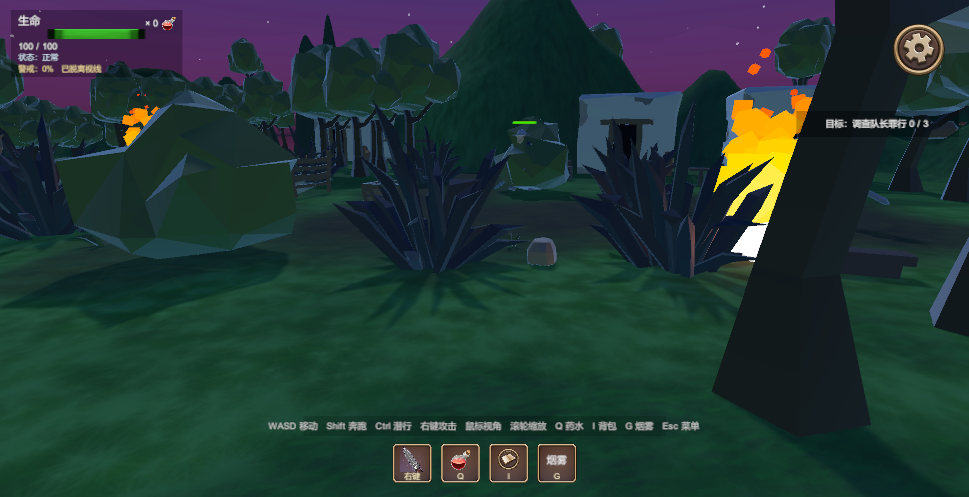 生命
× 0
100 / 100
状态：正常
警戒：0% 已脱离视线
目标：调查队长罪行 0 / 3
WASD 移动 Shift 奔跑 Ctrl 潜行 右键攻击 鼠标视角 滚轮缩放 Q 药水 I 背包 G 烟雾 Esc 菜单
烟雾
右键 Q I G